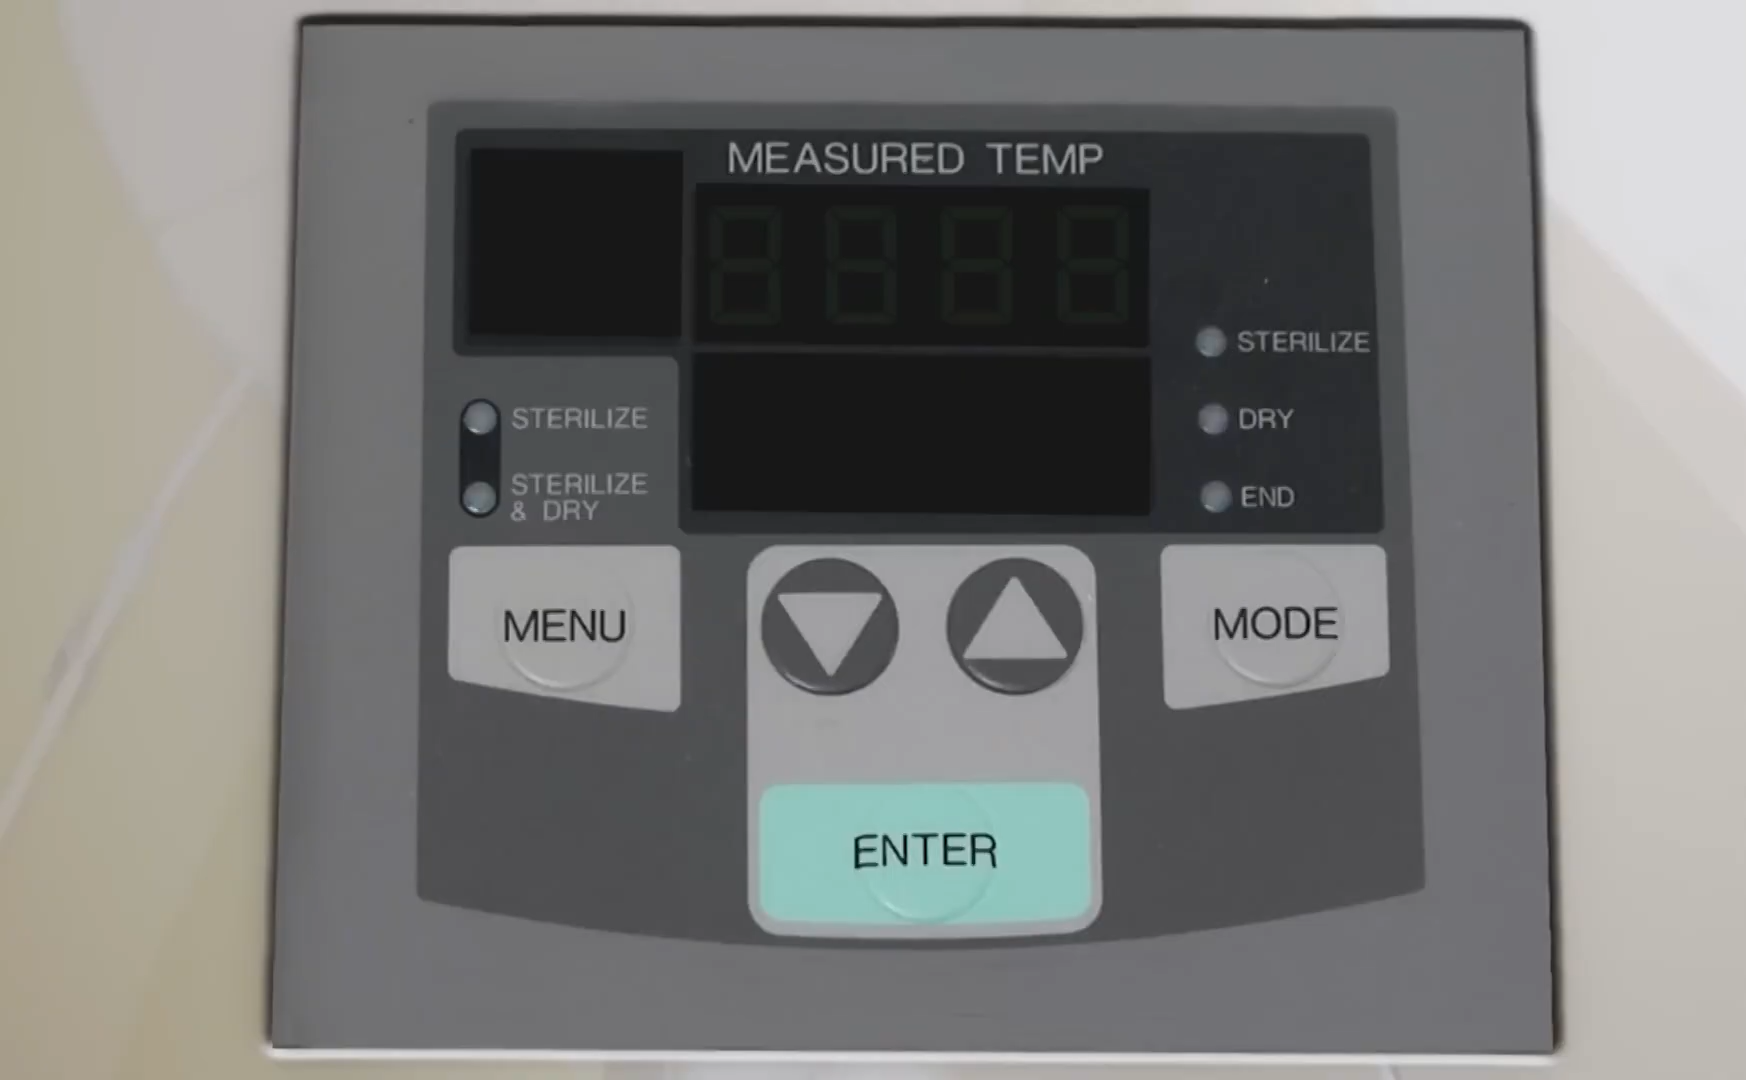 MEASURED TEMP
STERILIZE
STERILIZE
& DRY
STERILIZE
DRY
END
MENU
MODE
ENTER